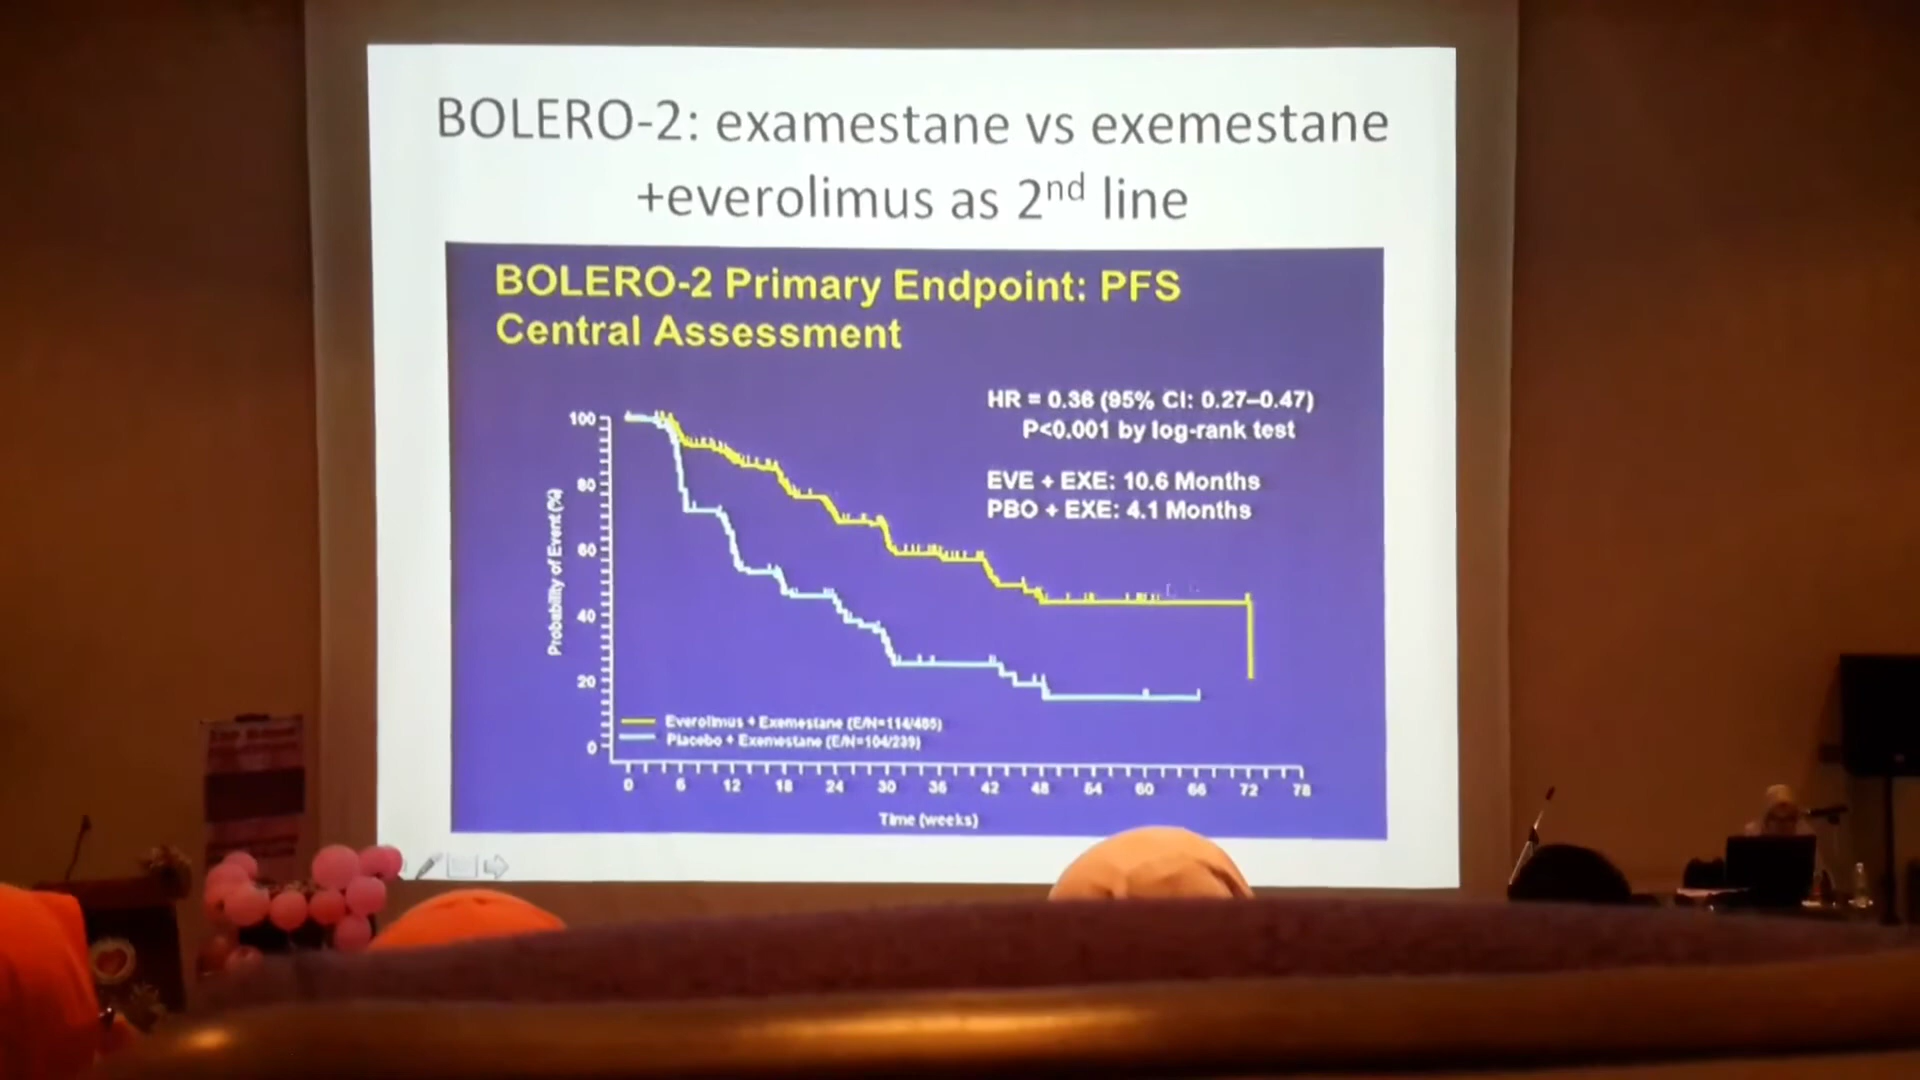 BOLERO-2: examestane vs exemestane
+everolimus as 2nd line
BOLERO-2 Primary Endpoint: PFS
Central Assessment
HR = 0.36 (95% CI: 0.27–0.47)
P<0.001 by log-rank test
EVE + EXE: 10.6 Months
PBO + EXE: 4.1 Months
Probability of Event (%)
100
80
60
40
20
0
Everolimus + Exemestane (E/N=114/485)
Placebo + Exemestane (E/N=104/239)
0 6 12 18 24 30 36 42 48 54 60 66 72 78
Time (weeks)